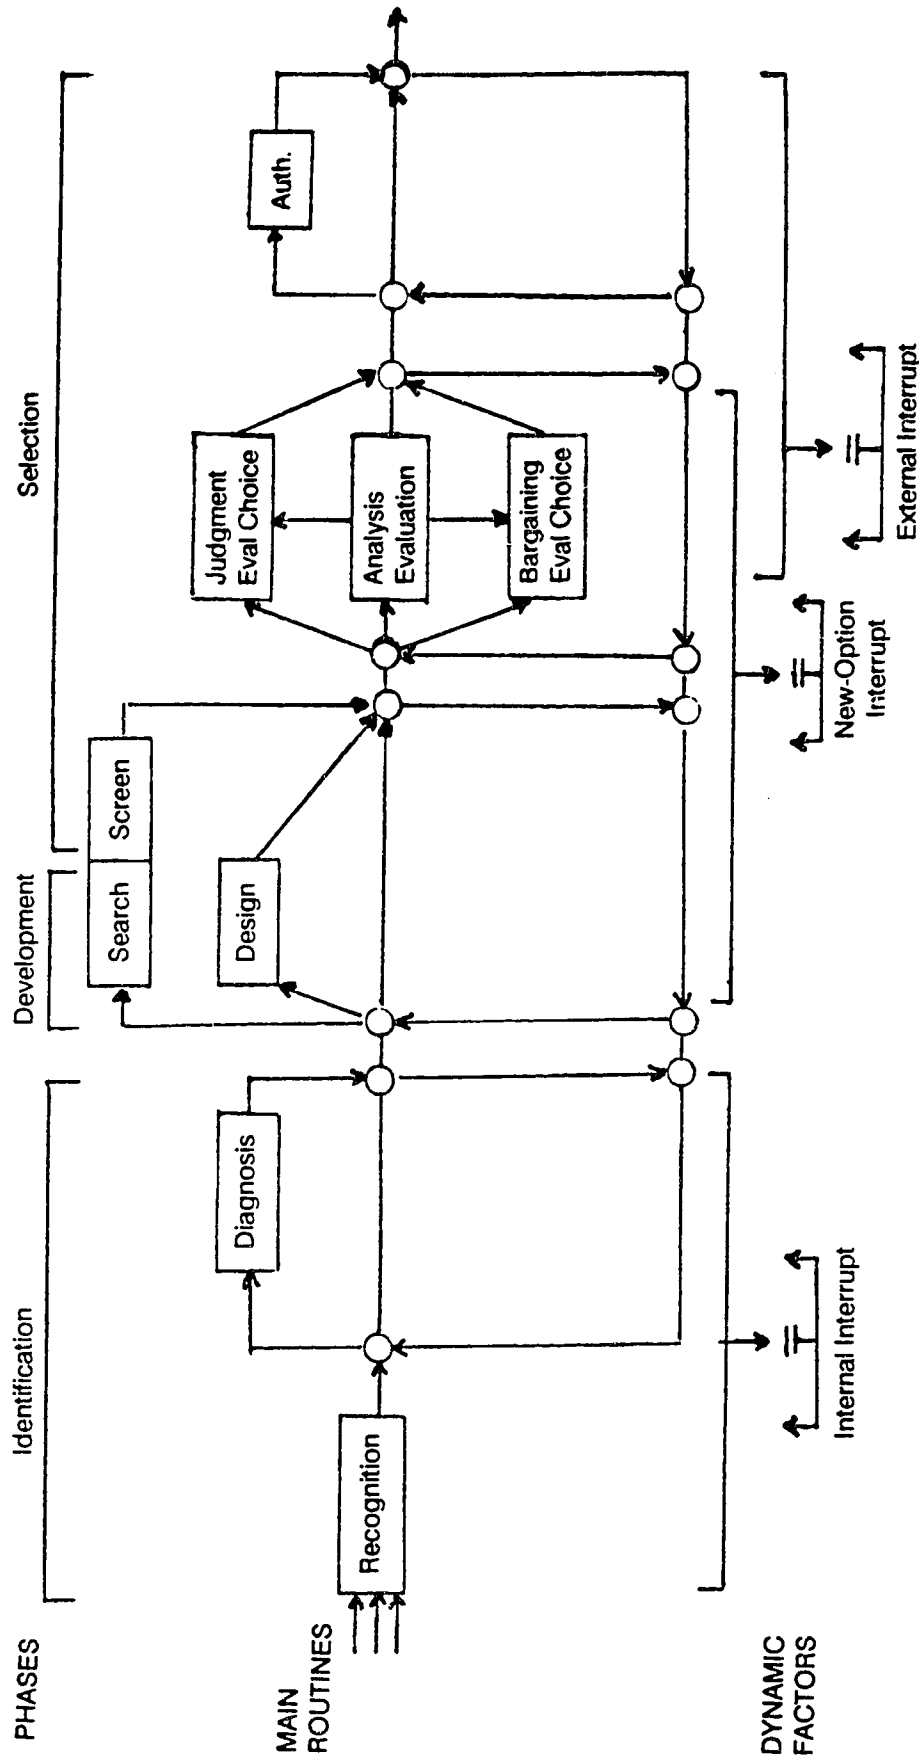 PHASES
Identification
Development
Selection
MAIN
ROUTINES
Recognition
Diagnosis
Search
Screen
Design
Judgment
Eval Choice
Analysis
Evaluation
Bargaining
Eval Choice
Auth.
DYNAMIC
FACTORS
Internal Interrupt
New-Option
Interrupt
External Interrupt